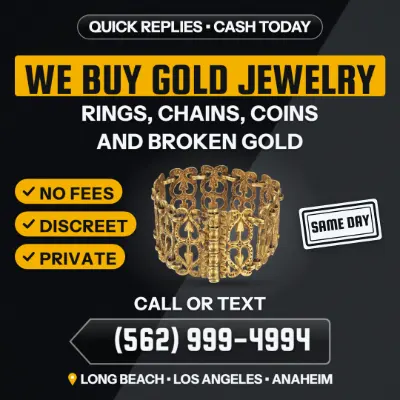 QUICK REPLIES • CASH TODAY
WE BUY GOLD JEWELRY
RINGS, CHAINS, COINS
AND BROKEN GOLD
NO FEES
DISCREET
PRIVATE
SAME DAY
CALL OR TEXT
(562) 999-4994
LONG BEACH • LOS ANGELES • ANAHEIM